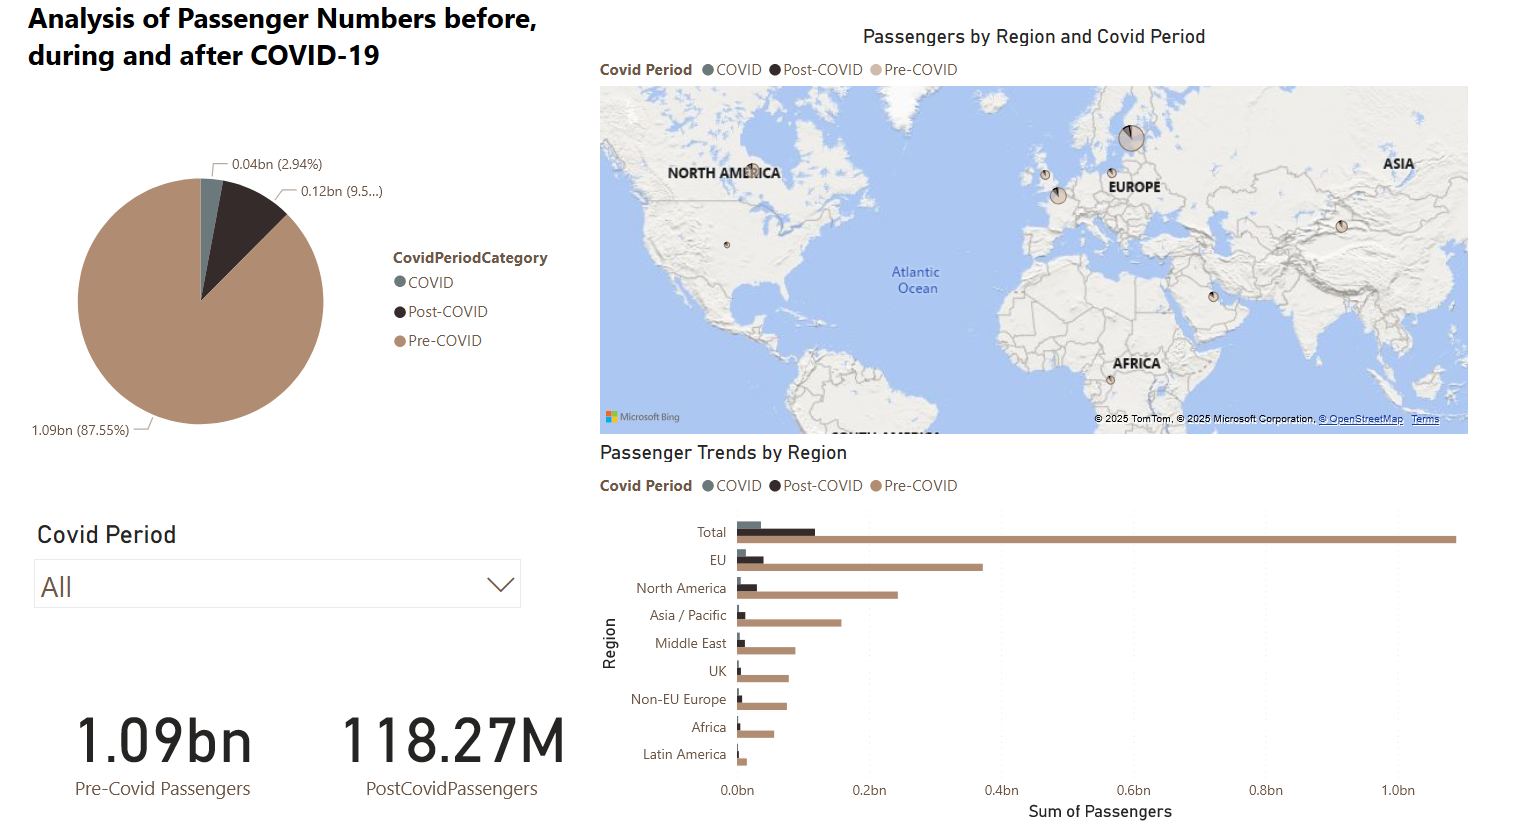 Analysis of Passenger Numbers before,
during and after COVID-19
0.04bn (2.94%)
0.12bn (9.5...)
1.09bn (87.55%)
CovidPeriodCategory
COVID
Post-COVID
Pre-COVID
Covid Period
All
1.09bn
Pre-Covid Passengers
118.27M
PostCovidPassengers
Passengers by Region and Covid Period
Covid Period COVID Post-COVID Pre-COVID
NORTH AMERICA
EUROPE
ASIA
Atlantic
Ocean
AFRICA
SOUTH AMERICA
Microsoft Bing
© 2025 TomTom, © 2025 Microsoft Corporation, © OpenStreetMap Terms
Passenger Trends by Region
Covid Period COVID Post-COVID Pre-COVID
Region
Total
EU
North America
Asia / Pacific
Middle East
UK
Non-EU Europe
Africa
Latin America
0.0bn 0.2bn 0.4bn 0.6bn 0.8bn 1.0bn
Sum of Passengers